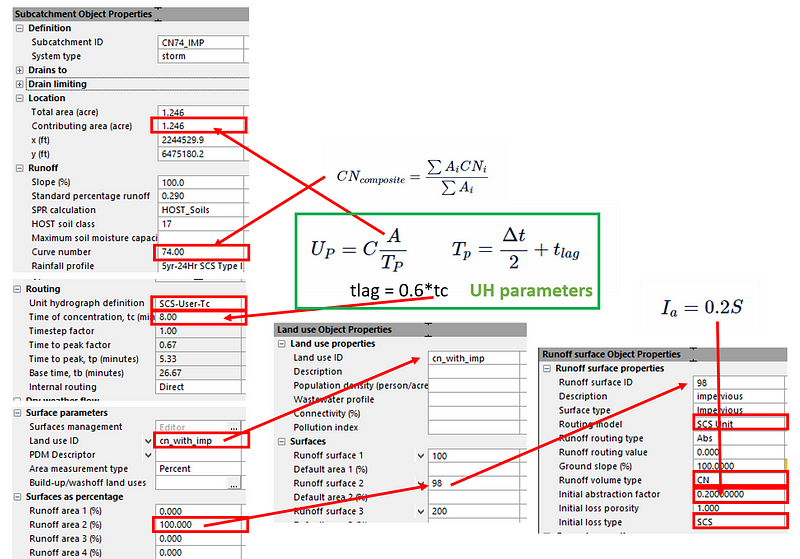 Subcatchment Object Properties
Definition
Subcatchment ID CN74_IMP
System type storm
Drains to
Drain limiting
Location
Total area (acre) 1.246
Contributing area (acre) 1.246
x (ft) 2244529.9
y (ft) 6475180.2
Runoff
Slope (%) 100.0
Standard percentage runoff 0.290
SPR calculation HOST_Soils
HOST soil class 17
Maximum soil moisture capaci
Curve number 74.00
Rainfall profile 5yr-24Hr SCS Type I
Routing
Unit hydrograph definition SCS-User-Tc
Time of concentration, tc (min 8.00
Timestep factor 1.00
Time to peak factor 0.67
Time to peak, tp (minutes) 5.33
Base time, tb (minutes) 26.67
Internal routing Direct
Surface parameters
Surfaces management Editor ...
Land use ID cn_with_imp
PDM Descriptor
Area measurement type Percent
Build-up/washoff land uses ...
Surfaces as percentage
Runoff area 1 (%) 0.000
Runoff area 2 (%) 100.000
Runoff area 3 (%) 0.000
Runoff area 4 (%) 0.000
CN_{composite} = \frac{\sum A_i CN_i}{\sum A_i}
U_P = C \frac{A}{T_P} T_p = \frac{\Delta t}{2} + t_{lag}
tlag = 0.6*tc UH parameters
I_a = 0.2S
Land use Object Properties
Land use properties
Land use ID cn_with_imp
Description
Population density (person/acre
Wastewater profile
Connectivity (%)
Pollution index
Surfaces
Runoff surface 1 100
Default area 1 (%)
Runoff surface 2 98
Default area 2 (%)
Runoff surface 3 200
Runoff surface Object Properties
Runoff surface properties
Runoff surface ID 98
Description impervious
Surface type Impervious
Routing model SCS Unit
Runoff routing type Abs
Runoff routing value 0.000
Ground slope (%) 100.0000
Runoff volume type CN
Initial abstraction factor 0.20000000
Initial loss porosity 1.000
Initial loss type SCS